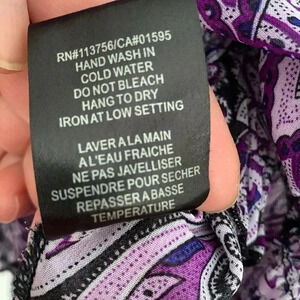 RN#113756/CA#01595
HAND WASH IN
COLD WATER
DO NOT BLEACH
HANG TO DRY
IRON AT LOW SETTING
LAVER A LA MAIN
A L'EAU FRAICHE
NE PAS JAVELLISER
SUSPENDRE POUR SECHER
REPASSER A BASSE
TEMPERATURE